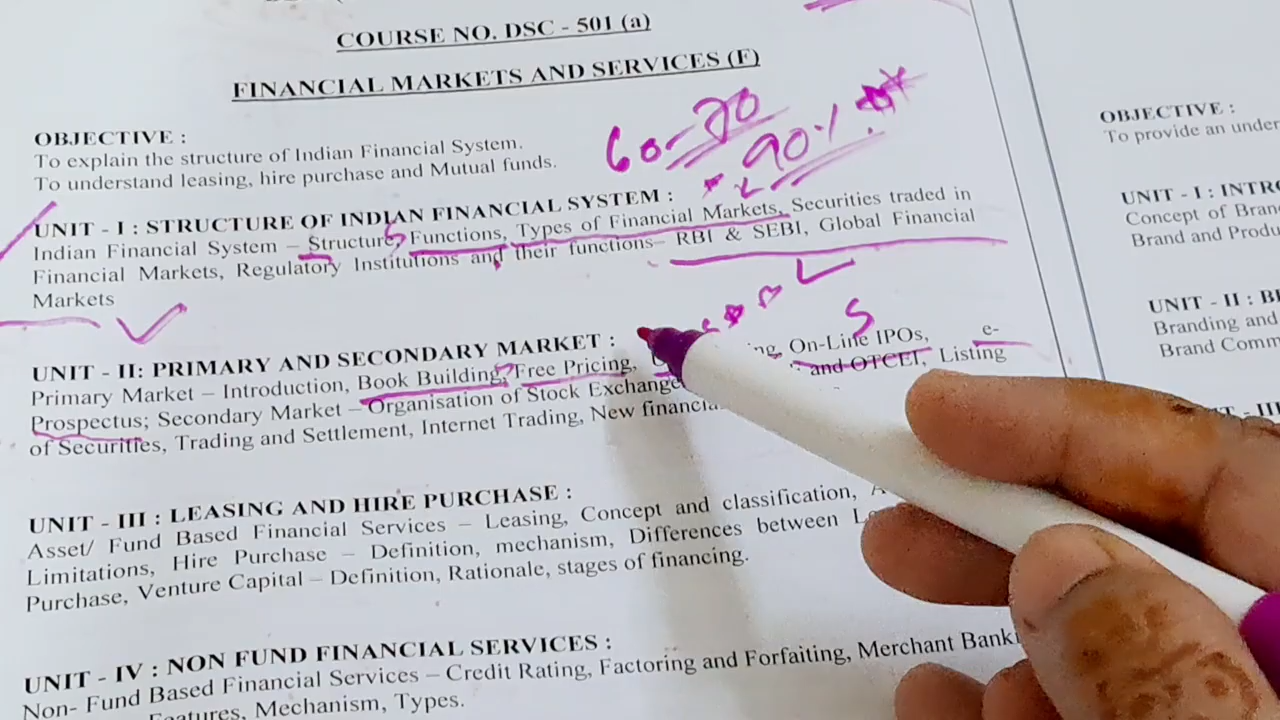 COURSE NO. DSC - 501 (a)
FINANCIAL MARKETS AND SERVICES (F)
OBJECTIVE :
To explain the structure of Indian Financial System.
To understand leasing, hire purchase and Mutual funds.
60-70
90%
UNIT - I : STRUCTURE OF INDIAN FINANCIAL SYSTEM :
Indian Financial System – Structure, Functions, Types of Financial Markets, Securities traded in
Financial Markets, Regulatory Institutions and their functions– RBI & SEBI, Global Financial
Markets
UNIT - II: PRIMARY AND SECONDARY MARKET :
Primary Market – Introduction, Book Building, Free Pricing, On-Line IPOs, e-
Prospectus; Secondary Market – Organisation of Stock Exchange and OTCEI, Listing
of Securities, Trading and Settlement, Internet Trading, New
UNIT - III : LEASING AND HIRE PURCHASE :
Asset/ Fund Based Financial Services – Leasing, Concept and classification,
Limitations, Hire Purchase – Definition, mechanism, Differences between
Purchase, Venture Capital – Definition, Rationale, stages of financing.
UNIT - IV : NON FUND FINANCIAL SERVICES :
Non- Fund Based Financial Services – Credit Rating, Factoring and Forfaiting, Merchant
Features, Mechanism, Types.
OBJECTIVE :
To provide an
UNIT - I :
Concept of
Brand and
UNIT - II :
Branding and
Brand